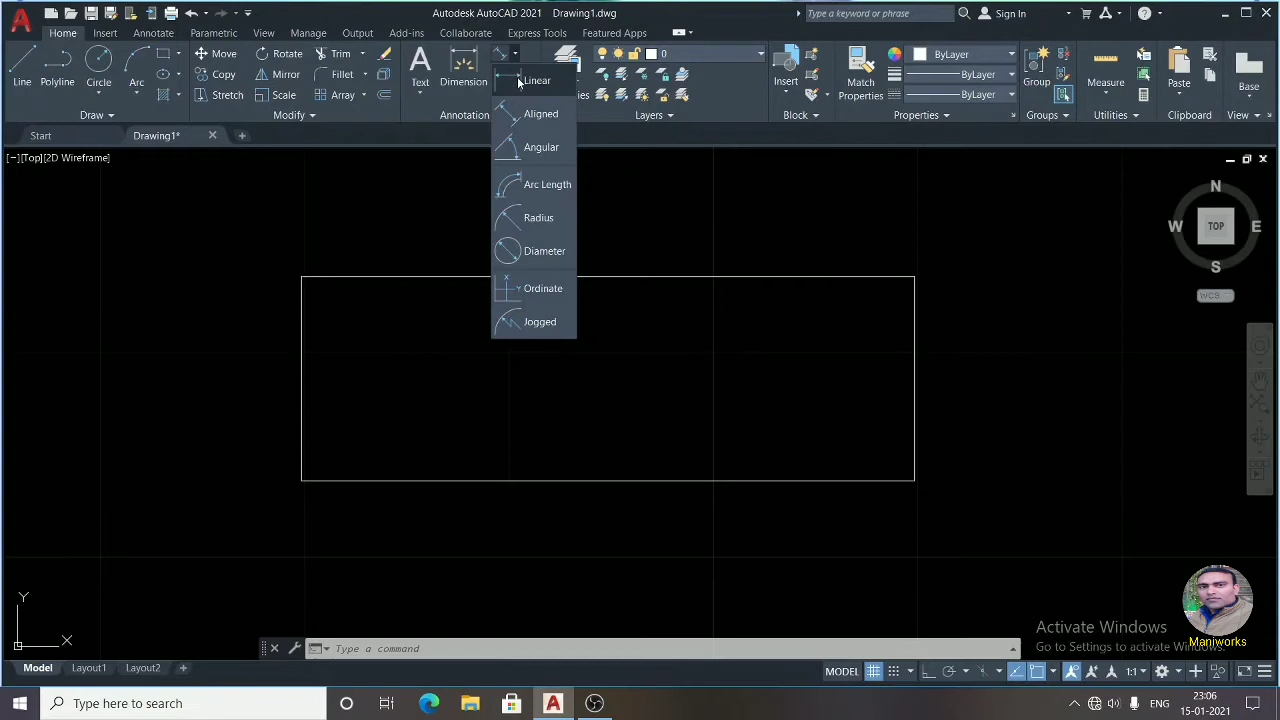 Autodesk AutoCAD 2021 Drawing1.dwg
Type a keyword or phrase
Sign In
Home Insert Annotate Parametric View Manage Output Add-ins Collaborate Express Tools Featured Apps
Line Polyline Circle Arc
Move Rotate Trim
Copy Mirror Fillet
Stretch Scale Array
Text Dimension
0
Insert
Match
Properties
ByLayer
ByLayer
ByLayer
Group
Measure
Paste
Base
Draw Modify Annotation Layers Block Properties Groups Utilities Clipboard View
Start Drawing1*
Linear
Aligned
Angular
Arc Length
Radius
Diameter
X
Y
Ordinate
Jogged
[−][Top][2D Wireframe]
N
W TOP E
S
WCS
Y
X
Type a command
Activate Windows
Go to Settings to activate Windows.
Maniworks
Model Layout1 Layout2
MODEL
1:1
Type here to search
ENG
23:06
15-01-2021